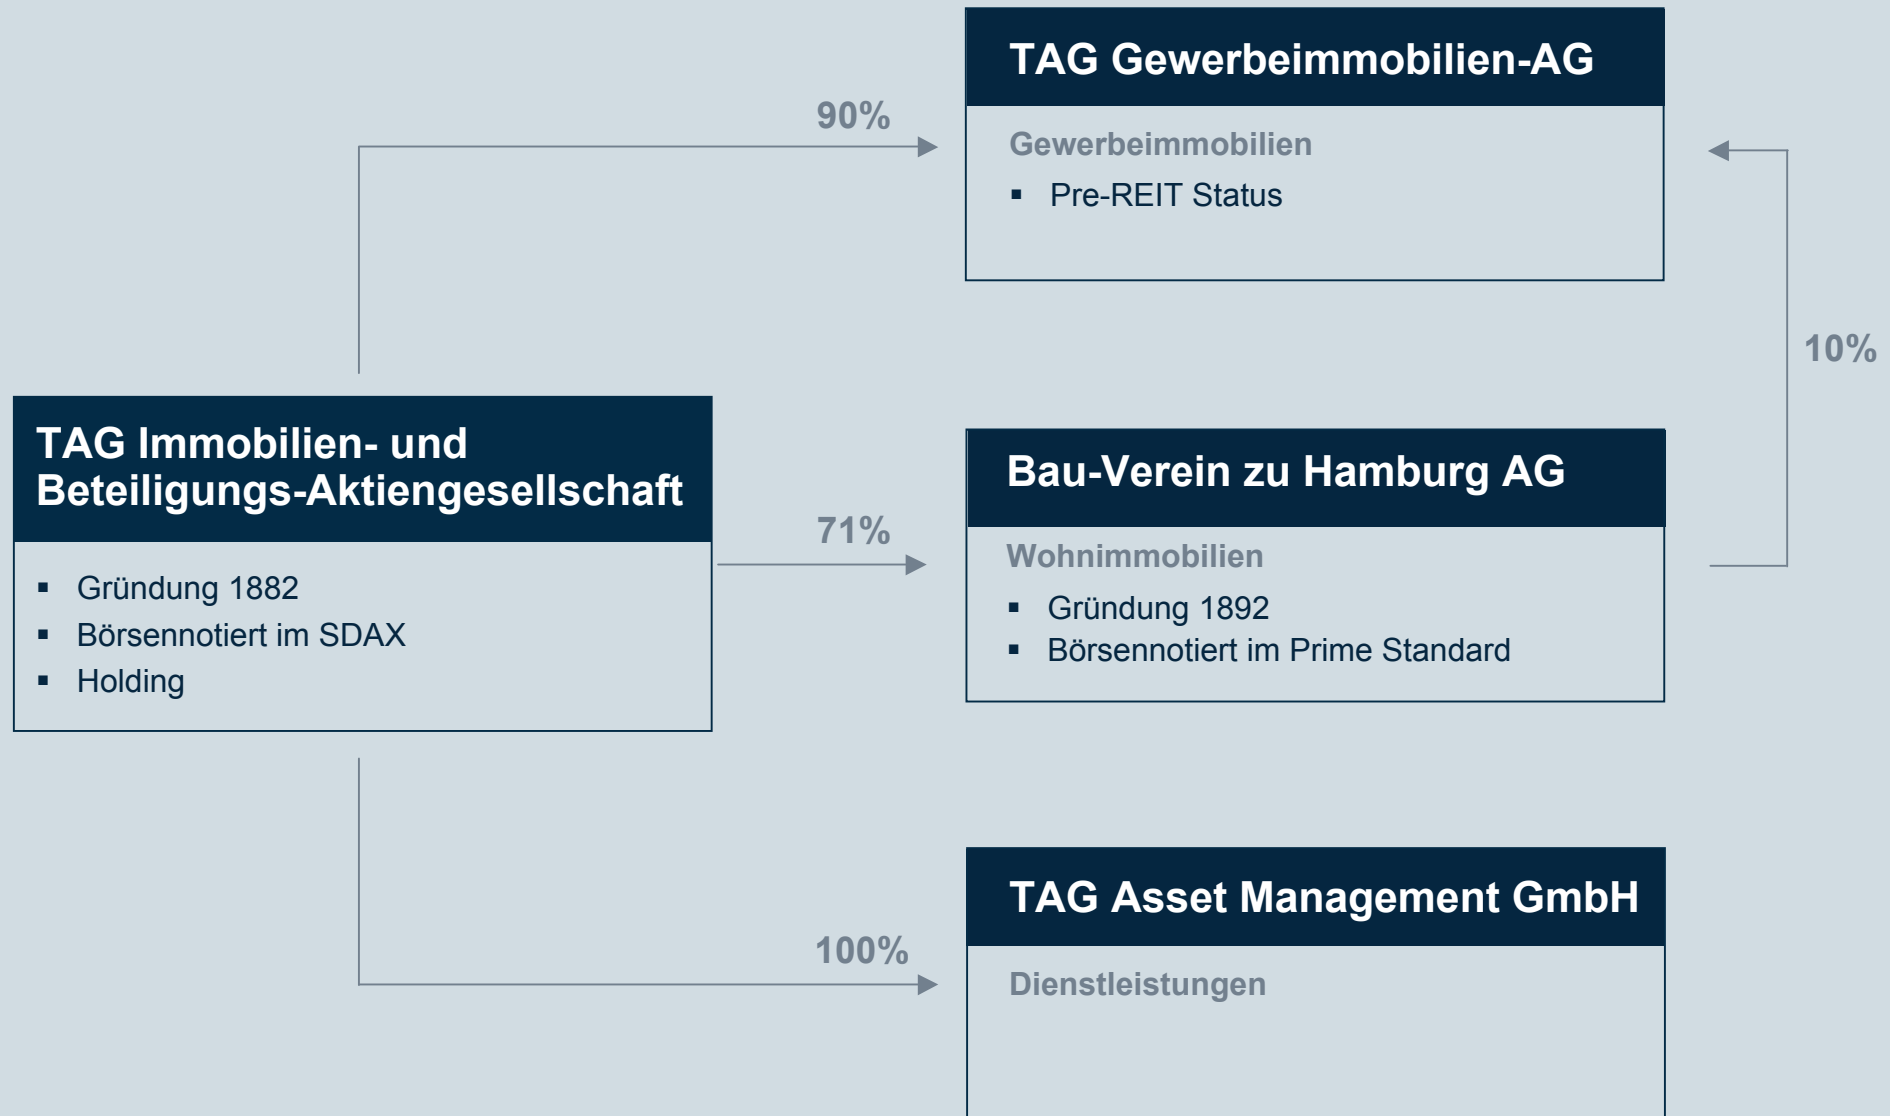 TAG Gewerbeimmobilien-AG
90%
Gewerbeimmobilien
▪ Pre-REIT Status
10%
TAG Immobilien- und
Beteiligungs-Aktiengesellschaft
▪ Gründung 1882
▪ Börsennotiert im SDAX
▪ Holding
71%
Bau-Verein zu Hamburg AG
Wohnimmobilien
▪ Gründung 1892
▪ Börsennotiert im Prime Standard
TAG Asset Management GmbH
100%
Dienstleistungen